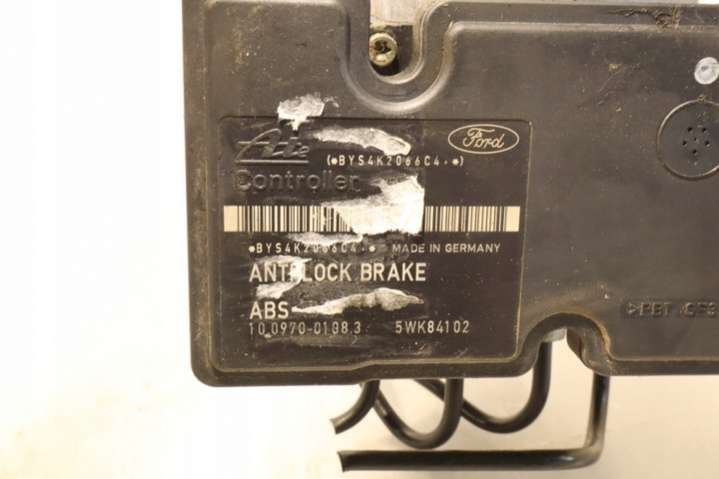 Ate
Ford
(•BYS4K2066C4••)
Controller
•BYS4K2066C4•• MADE IN GERMANY
ANTI-LOCK BRAKE
ABS
10.0970-0108.3 5WK84102